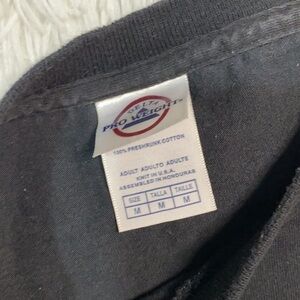 DELTA
PRO WEIGHT
100% PRESHRUNK COTTON
ADULT ADULTO ADULTE
KNIT IN U.S.A.
ASSEMBLED IN HONDURAS
SIZE TALLA TAILLE
M M M